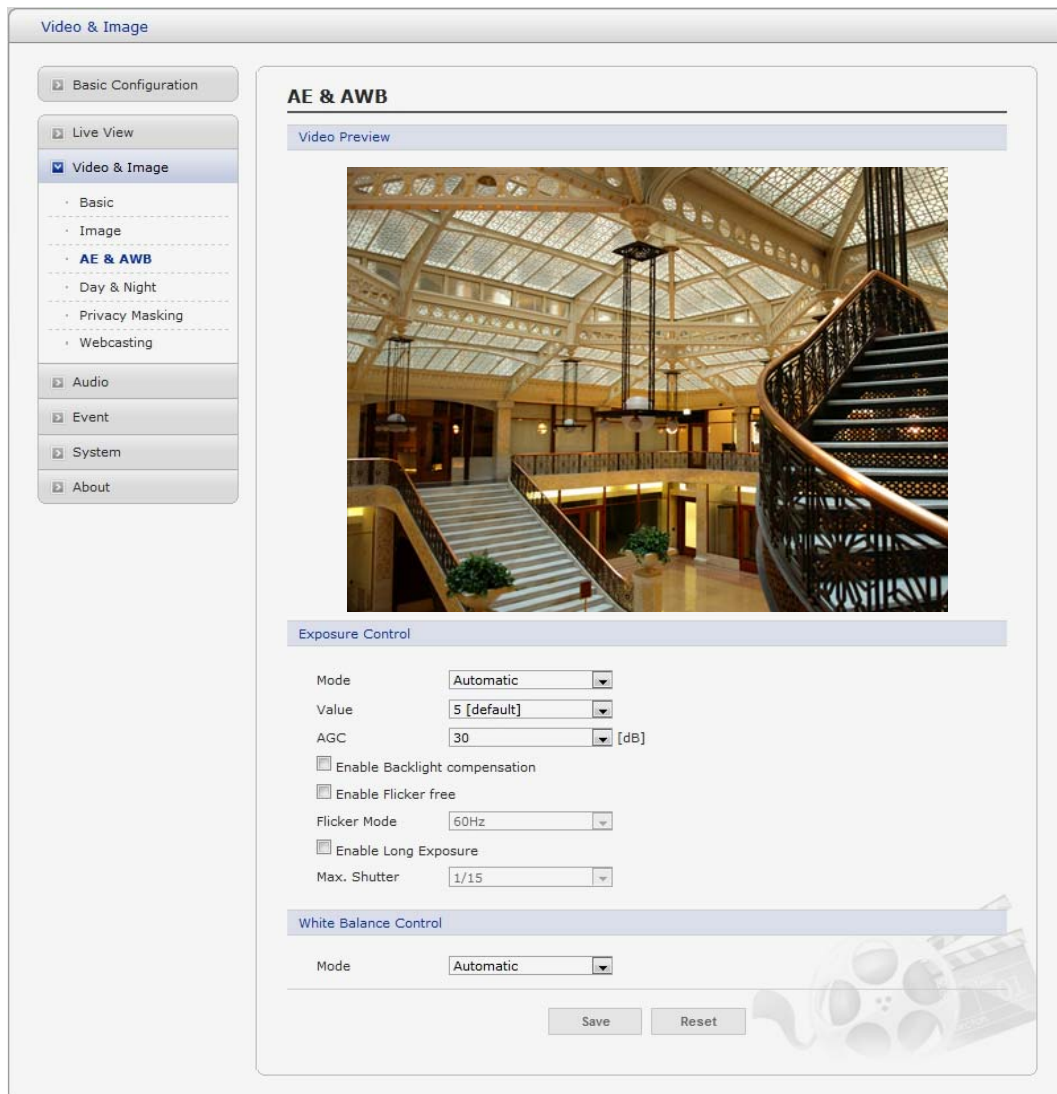 Video & Image
Basic Configuration
Live View
Video & Image
· Basic
· Image
· AE & AWB
· Day & Night
· Privacy Masking
· Webcasting
Audio
Event
System
About
AE & AWB
Video Preview
Exposure Control
Mode Automatic
Value 5 [default]
AGC 30 [dB]
Enable Backlight compensation
Enable Flicker free
Flicker Mode 60Hz
Enable Long Exposure
Max. Shutter 1/15
White Balance Control
Mode Automatic
01
Save Reset